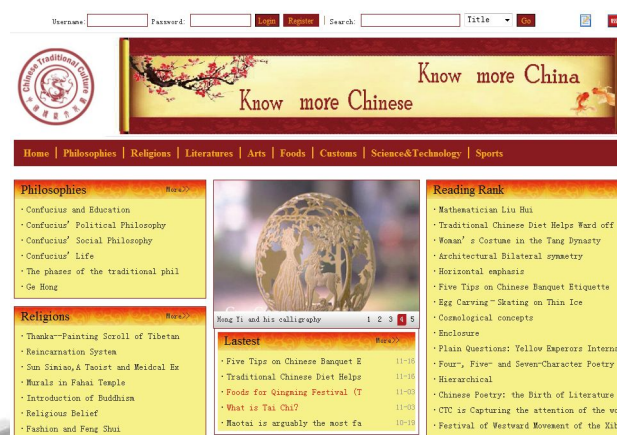 Username: Password: Login Register Search: Title Go
Chinese Traditional Culture
Know more China
Know more Chinese
Home | Philosophies | Religions | Literatures | Arts | Foods | Customs | Science&Technology | Sports
Philosophies More>>
· Confucius and Education
· Confucius' Political Philosophy
· Confucius' Social Philosophy
· Confucius' Life
· The phases of the traditional phil
· Ge Hong
Religions More>>
· Thanka--Painting Scroll of Tibetan
· Reincarnation System
· Sun Simiao,A Taoist and Meidcal Ex
· Murals in Fahai Temple
· Introduction of Buddhism
· Religious Belief
· Fashion and Feng Shui
Wang Yi and his calligraphy 1 2 3 4 5
Lastest More>>
· Five Tips on Chinese Banquet E 11-16
· Traditional Chinese Diet Helps 11-16
· Foods for Qingming Festival (T 11-03
· What is Tai Chi? 11-03
· Maotai is arguably the most fa 10-19
Reading Rank
· Mathematician Liu Hui
· Traditional Chinese Diet Helps Ward off
· Woman's Costume in the Tang Dynasty
· Architectural Bilateral symmetry
· Horizontal emphasis
· Five Tips on Chinese Banquet Etiquette
· Egg Carving－Skating on Thin Ice
· Cosmological concepts
· Enclosure
· Plain Questions: Yellow Emperors Interna
· Four-, Five- and Seven-Character Poetry
· Hierarchical
· Chinese Poetry: the Birth of Literature
· CTC is Capturing the attention of the wo
· Festival of Westward Movement of the Xib